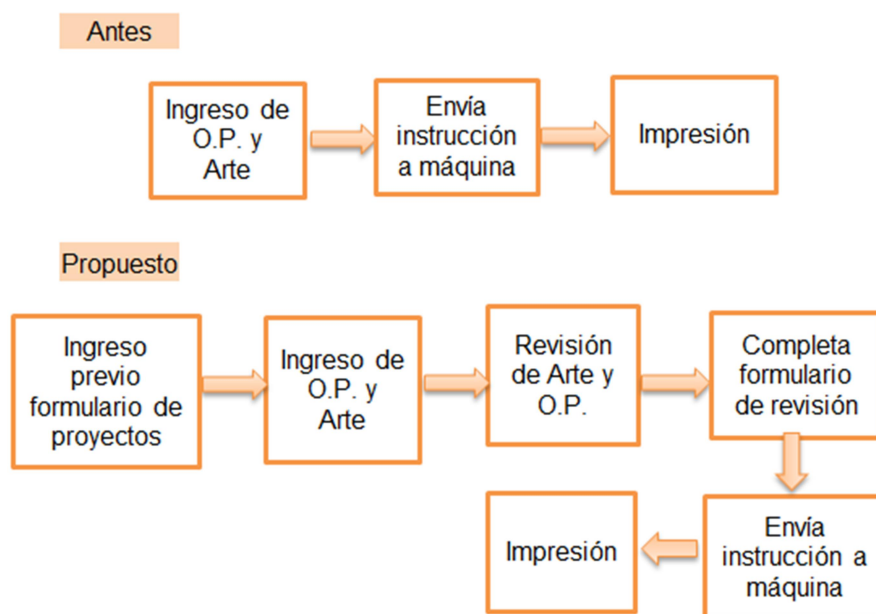 Antes
Ingreso de
O.P. y
Arte
Envía
instrucción
a máquina
Impresión
Propuesto
Ingreso
previo
formulario de
proyectos
Ingreso de
O.P. y
Arte
Revisión
de Arte y
O.P.
Completa
formulario
de revisión
Envía
instrucción a
máquina
Impresión